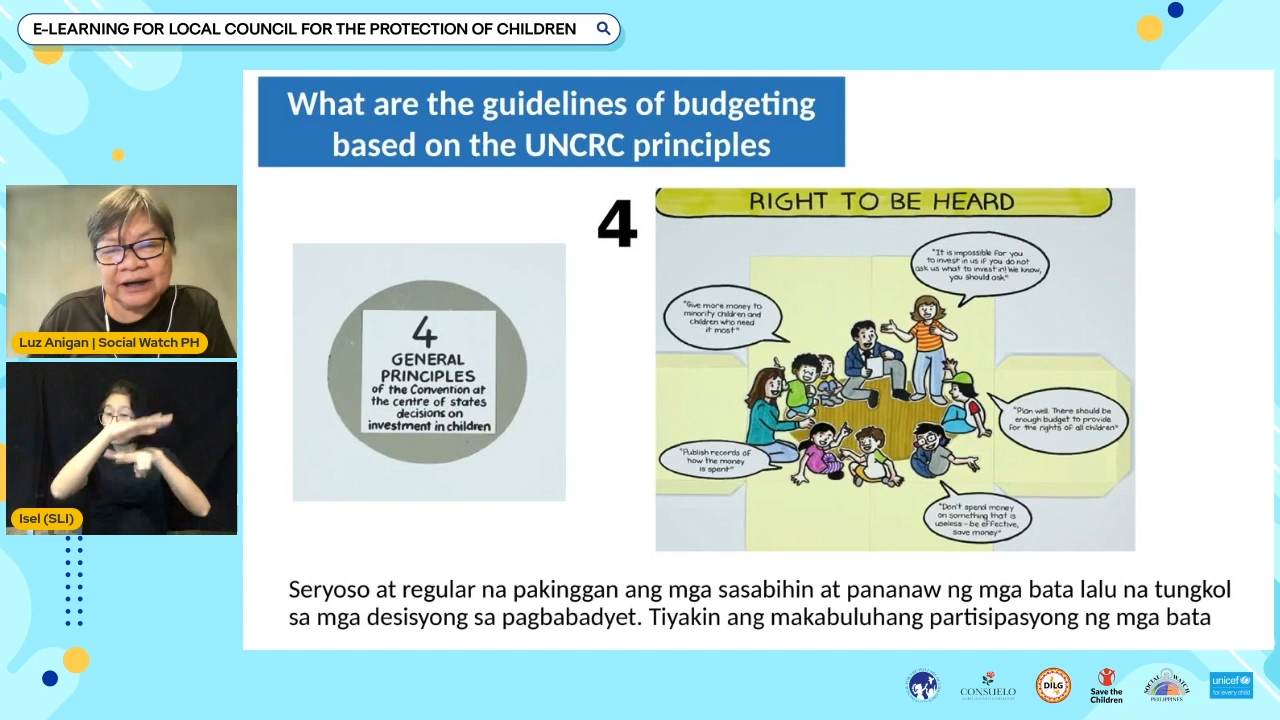 E-LEARNING FOR LOCAL COUNCIL FOR THE PROTECTION OF CHILDREN
What are the guidelines of budgeting
based on the UNCRC principles
4
GENERAL
PRINCIPLES
of the Convention at
the centre of states
decisions on
investment in children
4
RIGHT TO BE HEARD
"It is impossible for you
to invest in us if you do not
ask us what to invest in! We know,
you should ask"
"Give more money to
minority children and
children who need
it most"
"Plan well. There should be
enough budget to provide
for the rights of all children"
"Publish records of
how the money
is spent"
"Don't spend money
on something that is
useless - be effective,
save money"
Seryoso at regular na pakinggan ang mga sasabihin at pananaw ng mga bata lalu na tungkol
sa mga desisyong sa pagbabadyet. Tiyakin ang makabuluhang partisipasyong ng mga bata
Luz Anigan | Social Watch PH
Isel (SLI)
CONSUELO
DILG
Save the
Children
SOCIAL WATCH
PHILIPPINES
unicef
for every child